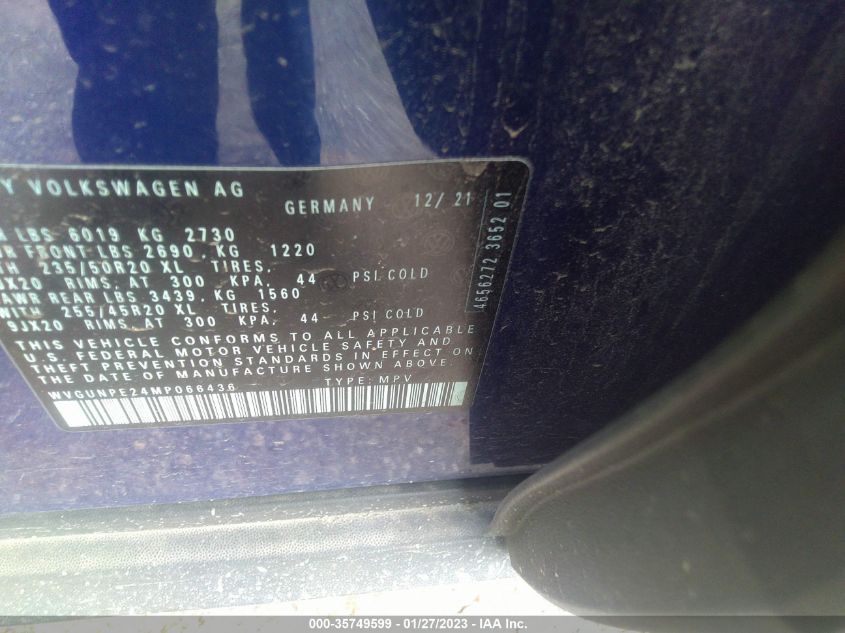 Y VOLKSWAGEN AG
GERMANY 12/ 21
LBS 6019 KG 2730
FRONT LBS 2690 . KG 1220
235/50R20 XL TIRES.
JX20 RIMS. AT 300 KPA. 44 PSI.COLD
AWR REAR LBS 3439. KG 1560
WITH 255/45R20 XL TIRES.
9JX20 RIMS. AT 300 KPA. 44 PSI COLD
THIS VEHICLE CONFORMS TO ALL APPLICABLE
U.S. FEDERAL MOTOR VEHICLE SAFETY AND
THEFT PREVENTION STANDARDS IN EFFECT ON
THE DATE OF MANUFACTURE SHOWN ABOVE.
WVGUNPE24MP066436 TYPE: MPV
4656272 3652 01
000-35749599 — 01/27/2023 — IAA Inc.